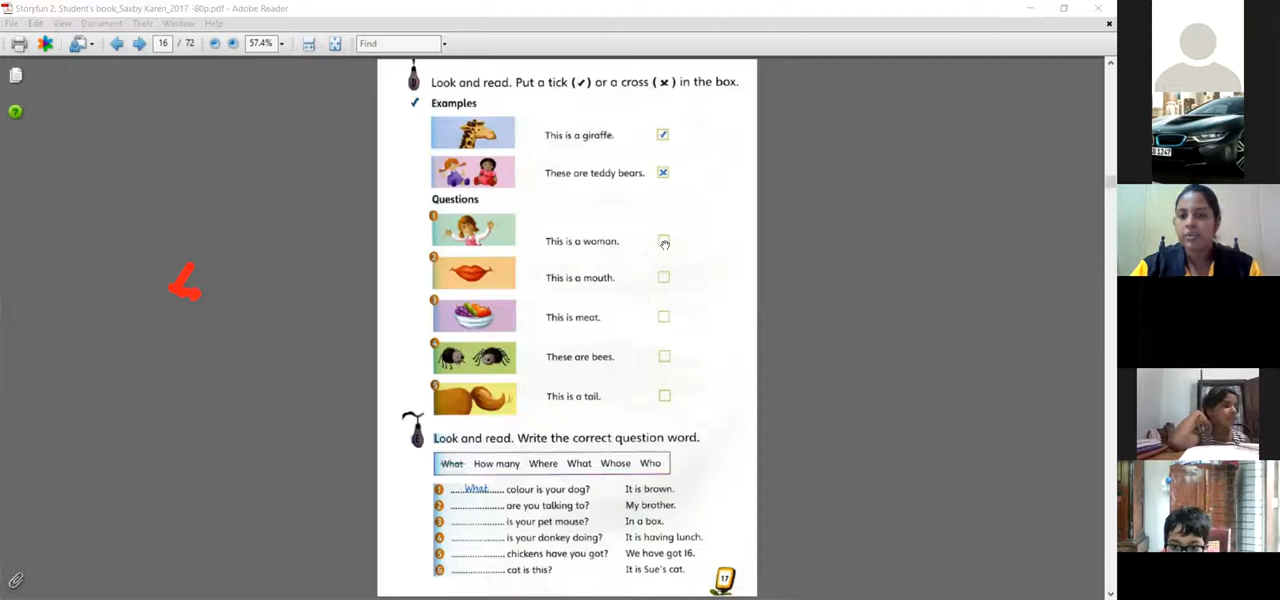 Storyfun 2. Student's book_Saxby Karen_2017 -80p.pdf - Adobe Reader
File Edit View Document Tools Window Help
16 / 72 57.4% Find
D Look and read. Put a tick (✓) or a cross (✗) in the box.
✓ Examples
This is a giraffe. ✓
These are teddy bears. ✗
Questions
1 This is a woman.
2 This is a mouth.
3 This is meat.
4 These are bees.
5 This is a tail.
E Look and read. Write the correct question word.
What How many Where What Whose Who
1 What colour is your dog? It is brown.
2 .................... are you talking to? My brother.
3 .................... is your pet mouse? In a box.
4 .................... is your donkey doing? It is having lunch.
5 .................... chickens have you got? We have got 16.
6 .................... cat is this? It is Sue's cat.
17